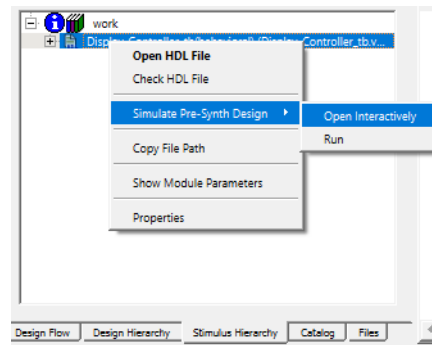 work
Controller_tb.v...
Open HDL File
Check HDL File
Simulate Pre-Synth Design
Open Interactively
Run
Copy File Path
Show Module Parameters
Properties
Design Flow Design Hierarchy Stimulus Hierarchy Catalog Files